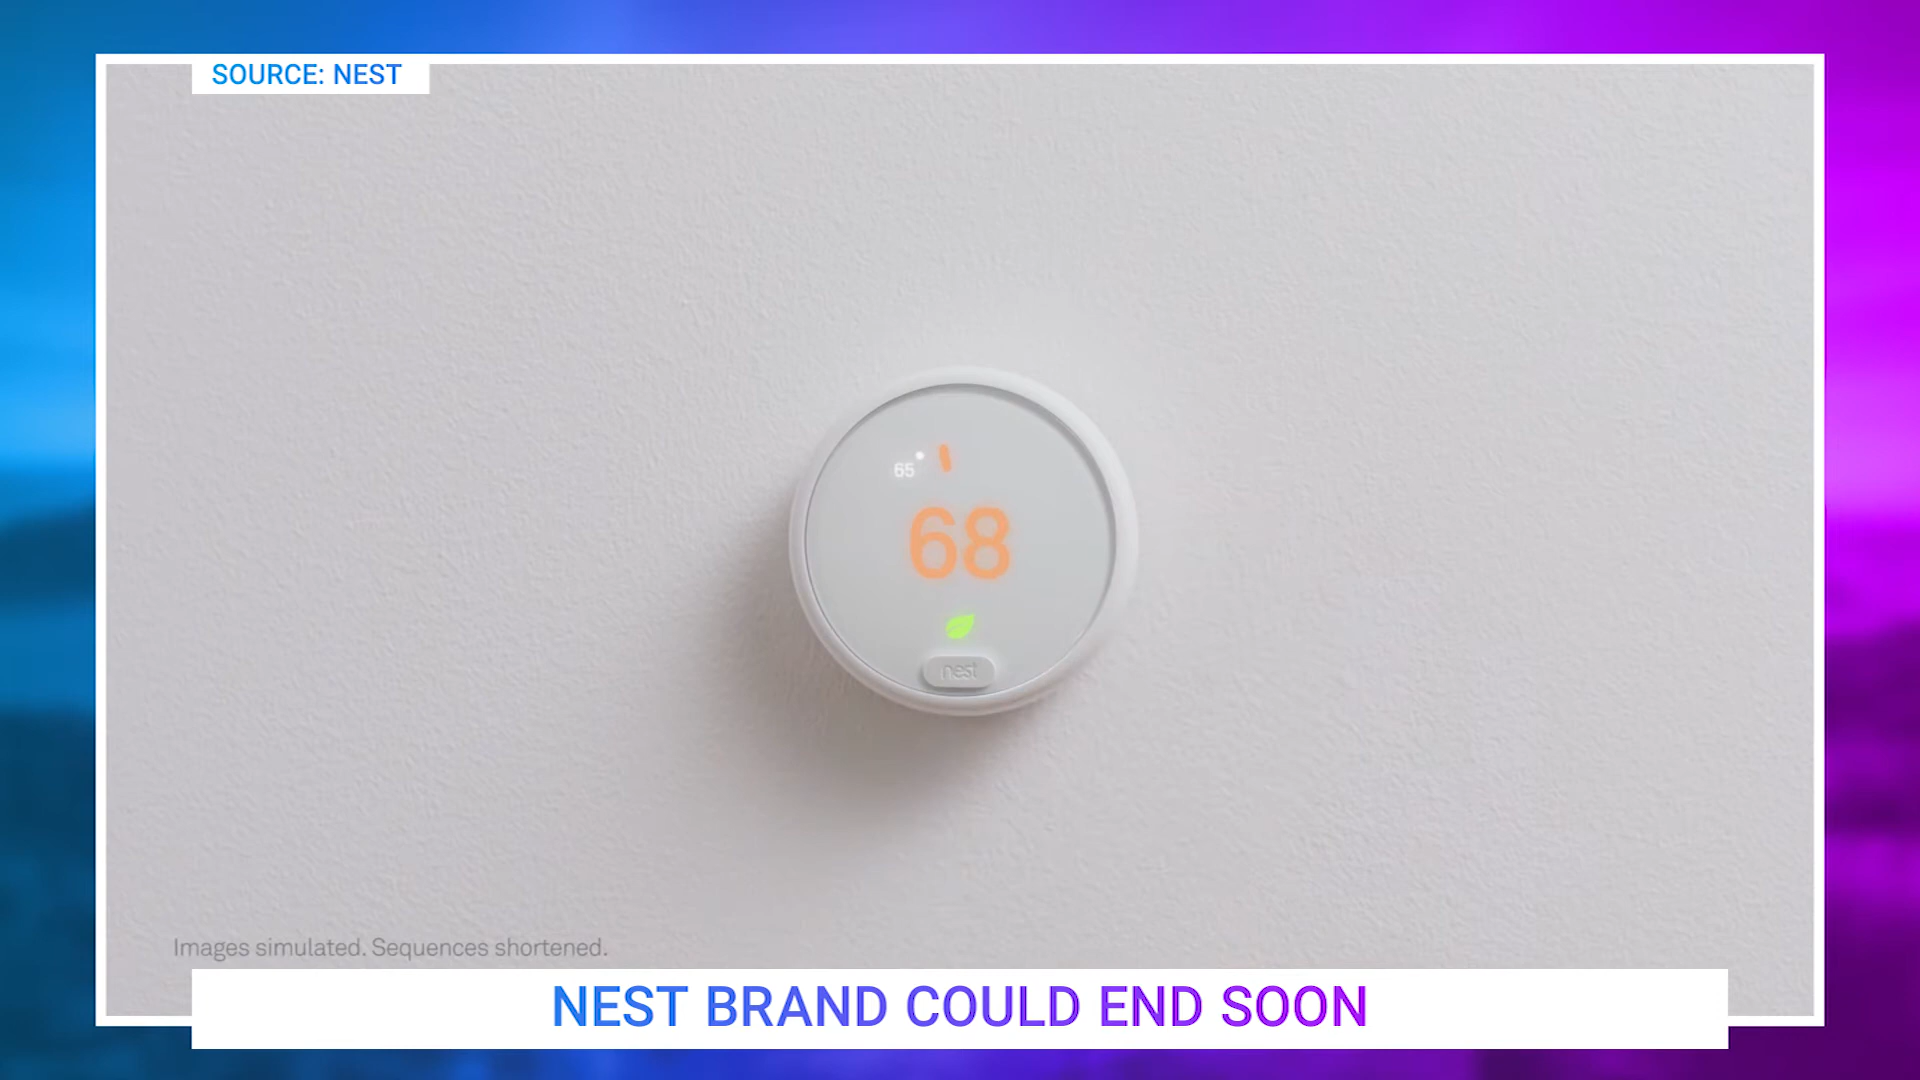 SOURCE: NEST
65
68
nest
Images simulated. Sequences shortened.
NEST BRAND COULD END SOON